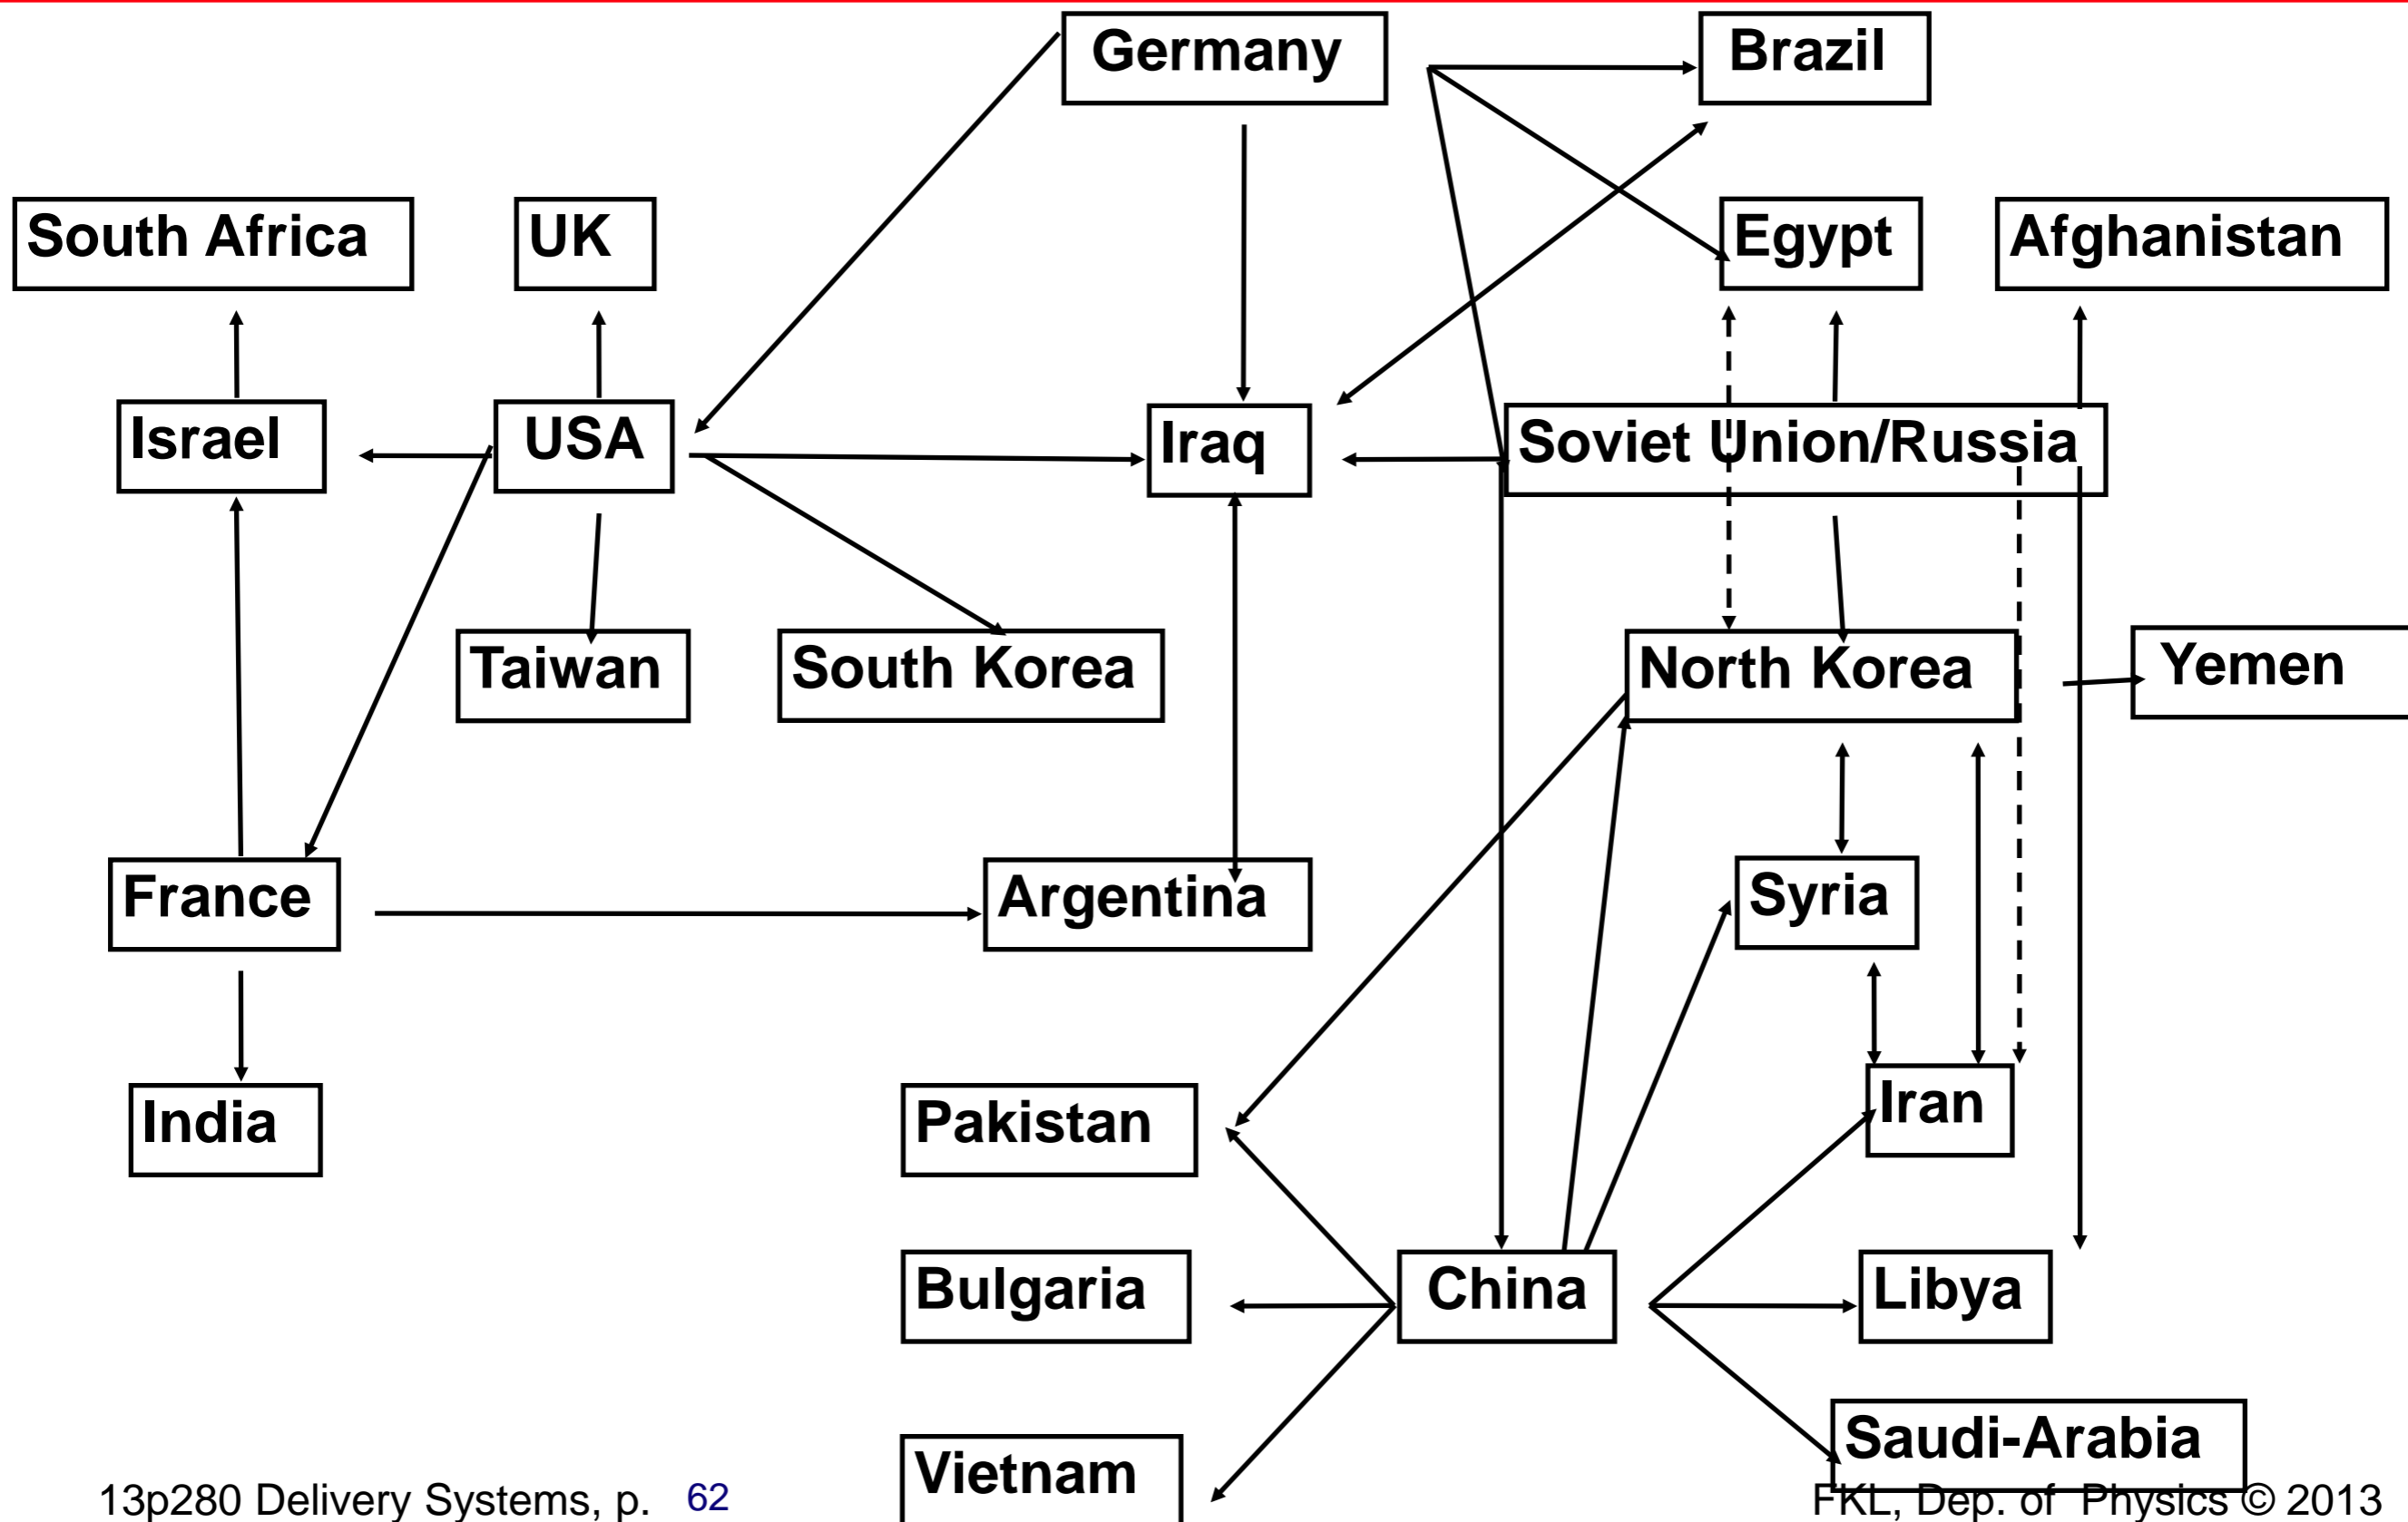 Germany
Brazil
South Africa
UK
Egypt
Afghanistan
Israel
USA
Iraq
Soviet Union/Russia
Taiwan
South Korea
North Korea
Yemen
France
Argentina
Syria
India
Pakistan
Iran
Bulgaria
China
Libya
Saudi-Arabia
Vietnam
13p280 Delivery Systems, p. 62
FKL, Dep. of Physics © 2013